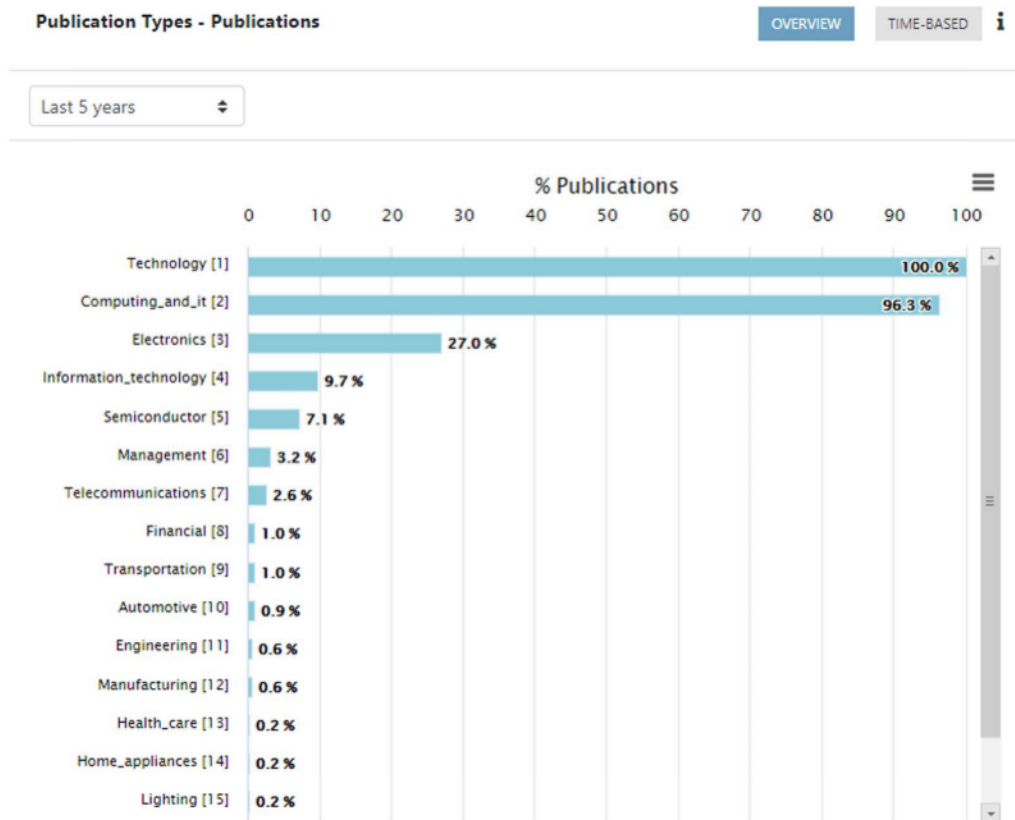 Publication Types - Publications
OVERVIEW
TIME-BASED
i
Last 5 years
% Publications
0 10 20 30 40 50 60 70 80 90 100
Technology [1] 100.0 %
Computing_and_it [2] 96.3 %
Electronics [3] 27.0 %
Information_technology [4] 9.7 %
Semiconductor [5] 7.1 %
Management [6] 3.2 %
Telecommunications [7] 2.6 %
Financial [8] 1.0 %
Transportation [9] 1.0 %
Automotive [10] 0.9 %
Engineering [11] 0.6 %
Manufacturing [12] 0.6 %
Health_care [13] 0.2 %
Home_appliances [14] 0.2 %
Lighting [15] 0.2 %